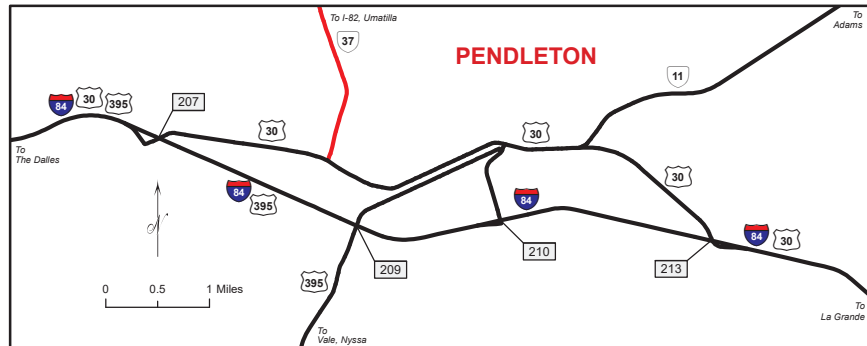 To I-82, Umatilla
To
Adams
37
PENDLETON
11
84
30
395
207
30
30
To
The Dalles
84
395
30
84
84
30
210
213
209
395
0
0.5
1 Miles
N
To
La Grande
To
Vale, Nyssa